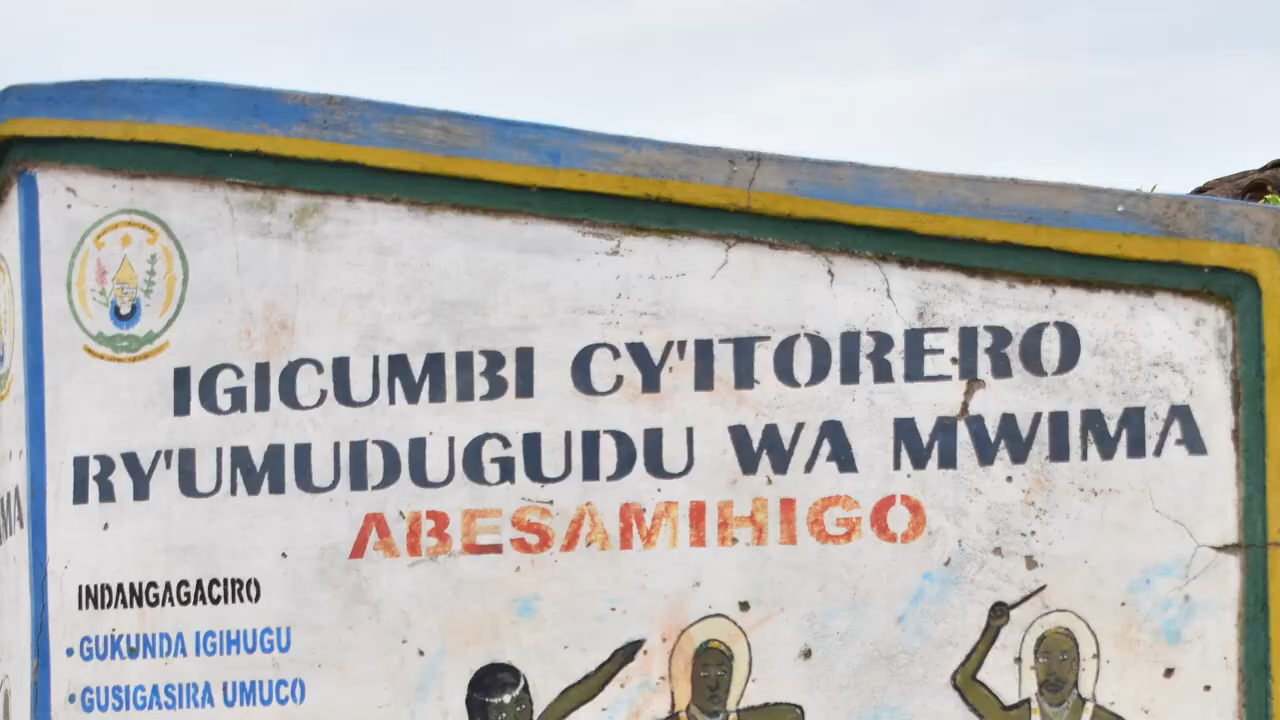 IGICUMBI CY'ITORERO
RY'UMUDUGUDU WA MWIMA
ABESAMIHIGO
INDANGAGACIRO
• GUKUNDA IGIHUGU
• GUSIGASIRA UMUCO